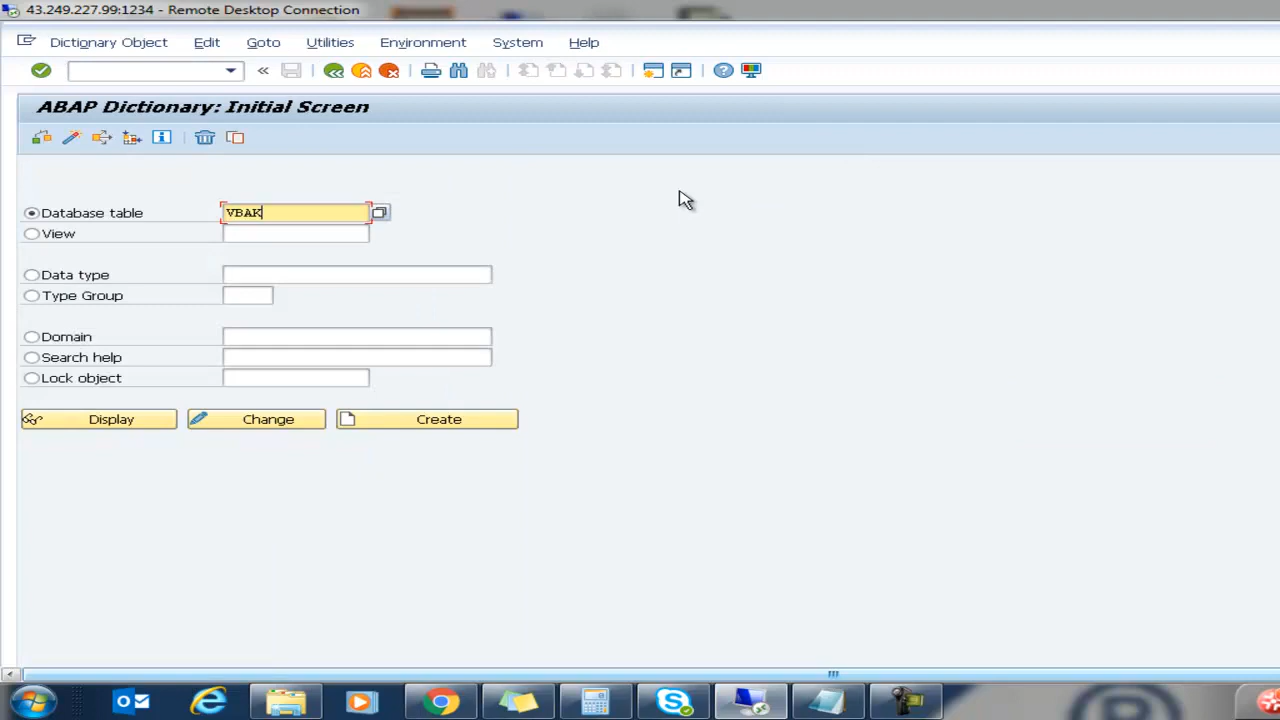 43.249.227.99:1234 - Remote Desktop Connection
Dictionary Object Edit Goto Utilities Environment System Help
ABAP Dictionary: Initial Screen
Database table VBAK
View
Data type
Type Group
Domain
Search help
Lock object
Display Change Create